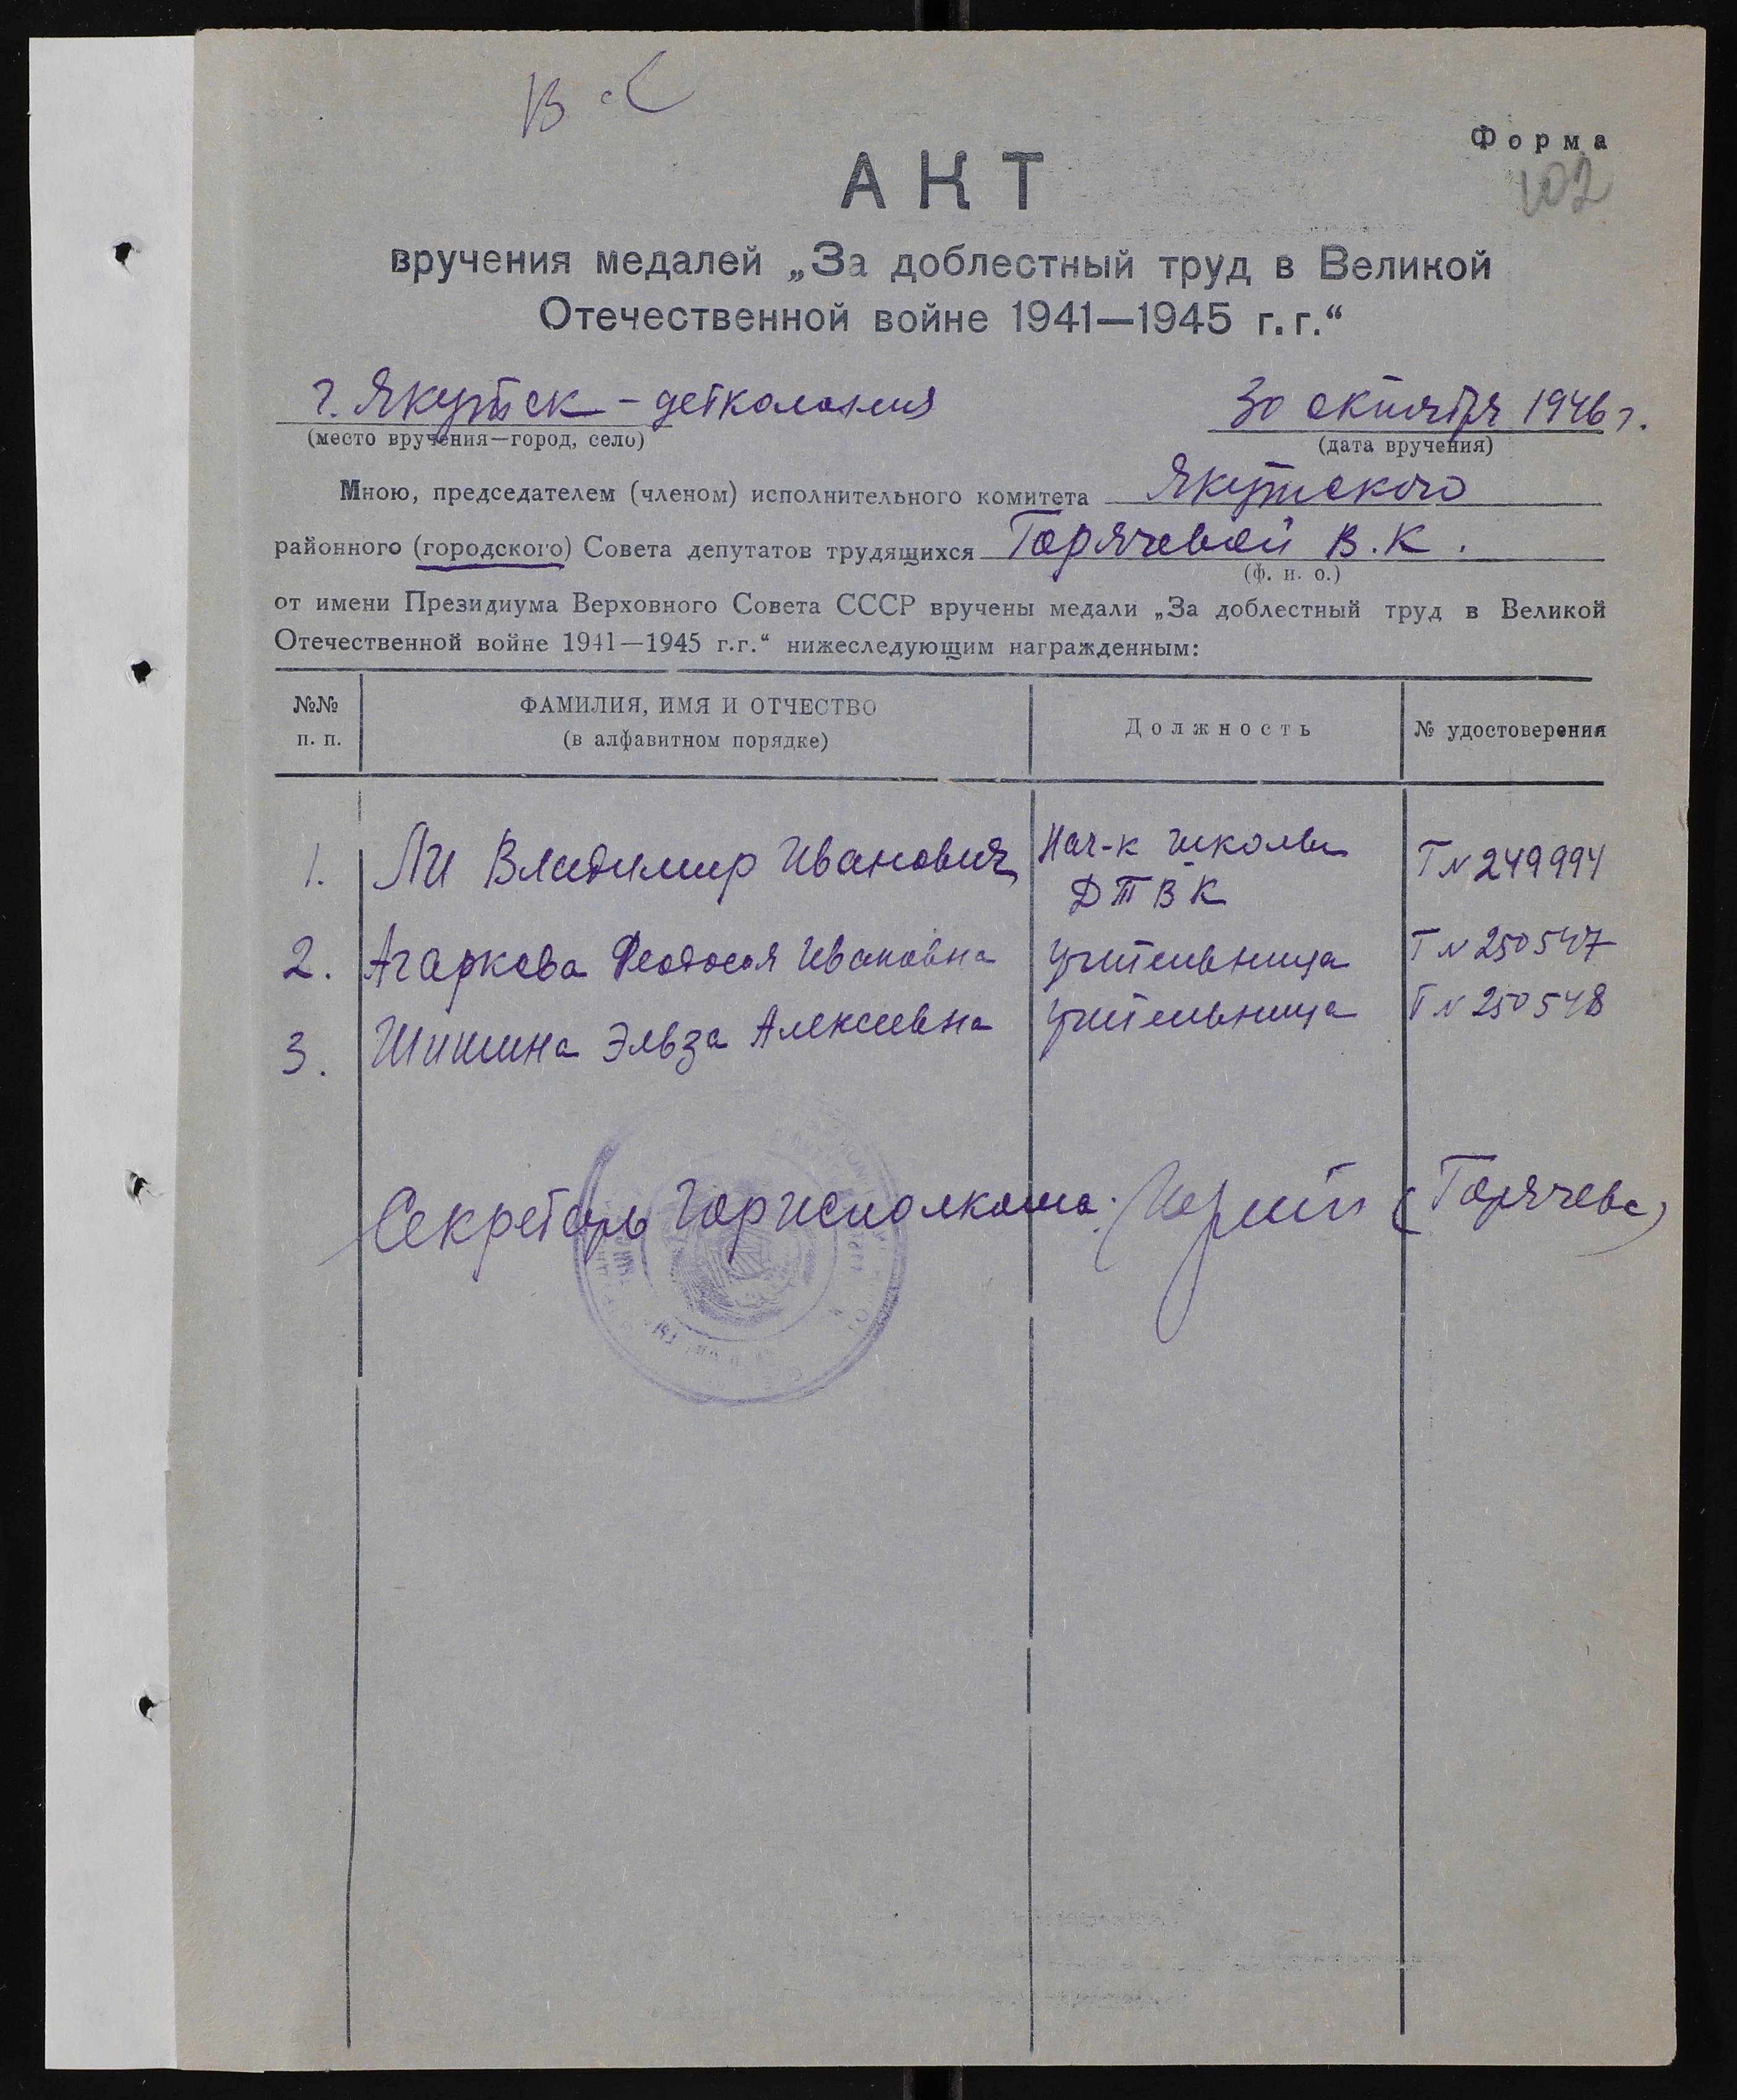 Форма
102
АКТ
вручения медалей „За доблестный труд в Великой
Отечественной войне 1941—1945 г.г.“
г. Якутск - детколония 30 октября 1946 г.
(место вручения—город, село) (дата вручения)
Мною, председателем (членом) исполнительного комитета Якутского
районного (городского) Совета депутатов трудящихся Горячевой В.К.
(ф. и. о.)
от имени Президиума Верховного Совета СССР вручены медали „За доблестный труд в Великой
Отечественной войне 1941—1945 г.г.“ нижеследующим награжденным:
№№ п. п. ФАМИЛИЯ, ИМЯ И ОТЧЕСТВО (в алфавитном порядке) Должность № удостоверения
1. Ли Владимир Иванович Нач-к школы Т № 249994
ДТВК
2. Агаркова Феодосия Ивановна учительница Т № 250547
3. Шишина Эльза Алексеевна учительница Т № 250548
Секретарь Горисполкома: (Горячева)